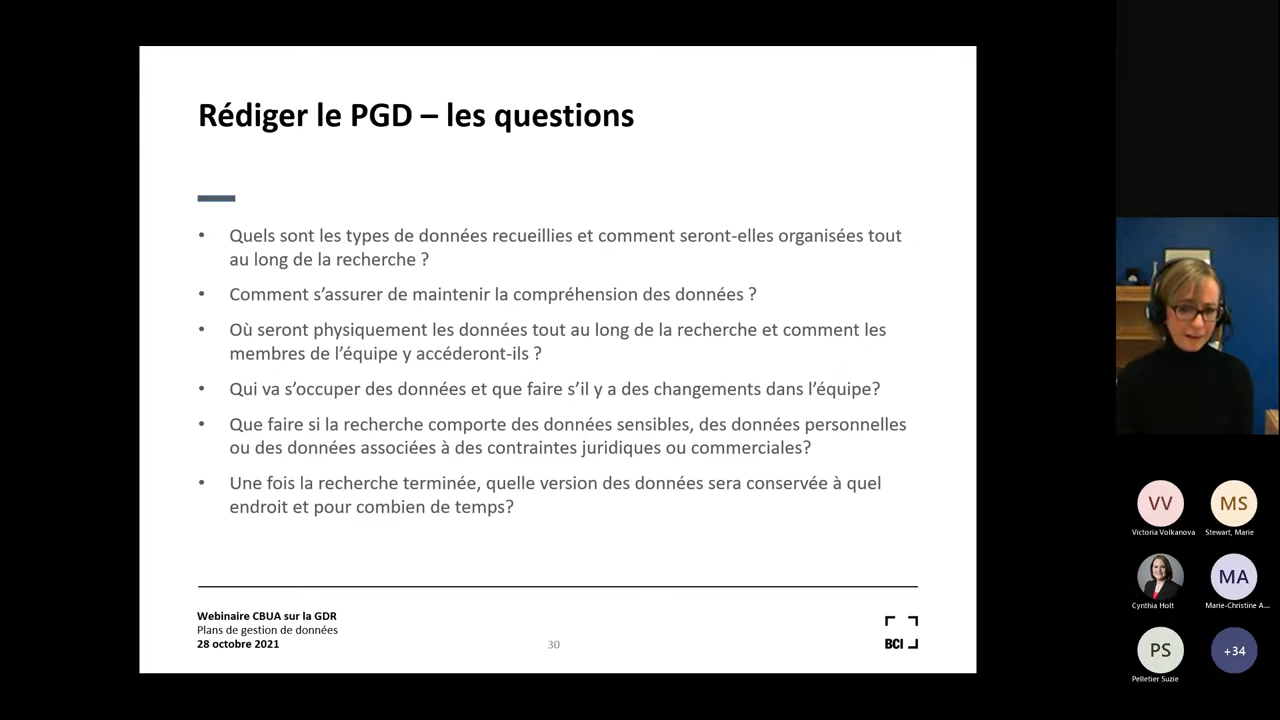 Rédiger le PGD – les questions
• Quels sont les types de données recueillies et comment seront-elles organisées tout
au long de la recherche ?
• Comment s’assurer de maintenir la compréhension des données ?
• Où seront physiquement les données tout au long de la recherche et comment les
membres de l’équipe y accéderont-ils ?
• Qui va s’occuper des données et que faire s’il y a des changements dans l’équipe?
• Que faire si la recherche comporte des données sensibles, des données personnelles
ou des données associées à des contraintes juridiques ou commerciales?
• Une fois la recherche terminée, quelle version des données sera conservée à quel
endroit et pour combien de temps?
Webinaire CBUA sur la GDR
Plans de gestion de données
28 octobre 2021
30
BCI
VV
Victoria Volkanova
MS
Stewart, Marie
Cynthia Holt
MA
Marie-Christine A...
PS
Pelletier Suzie
+34